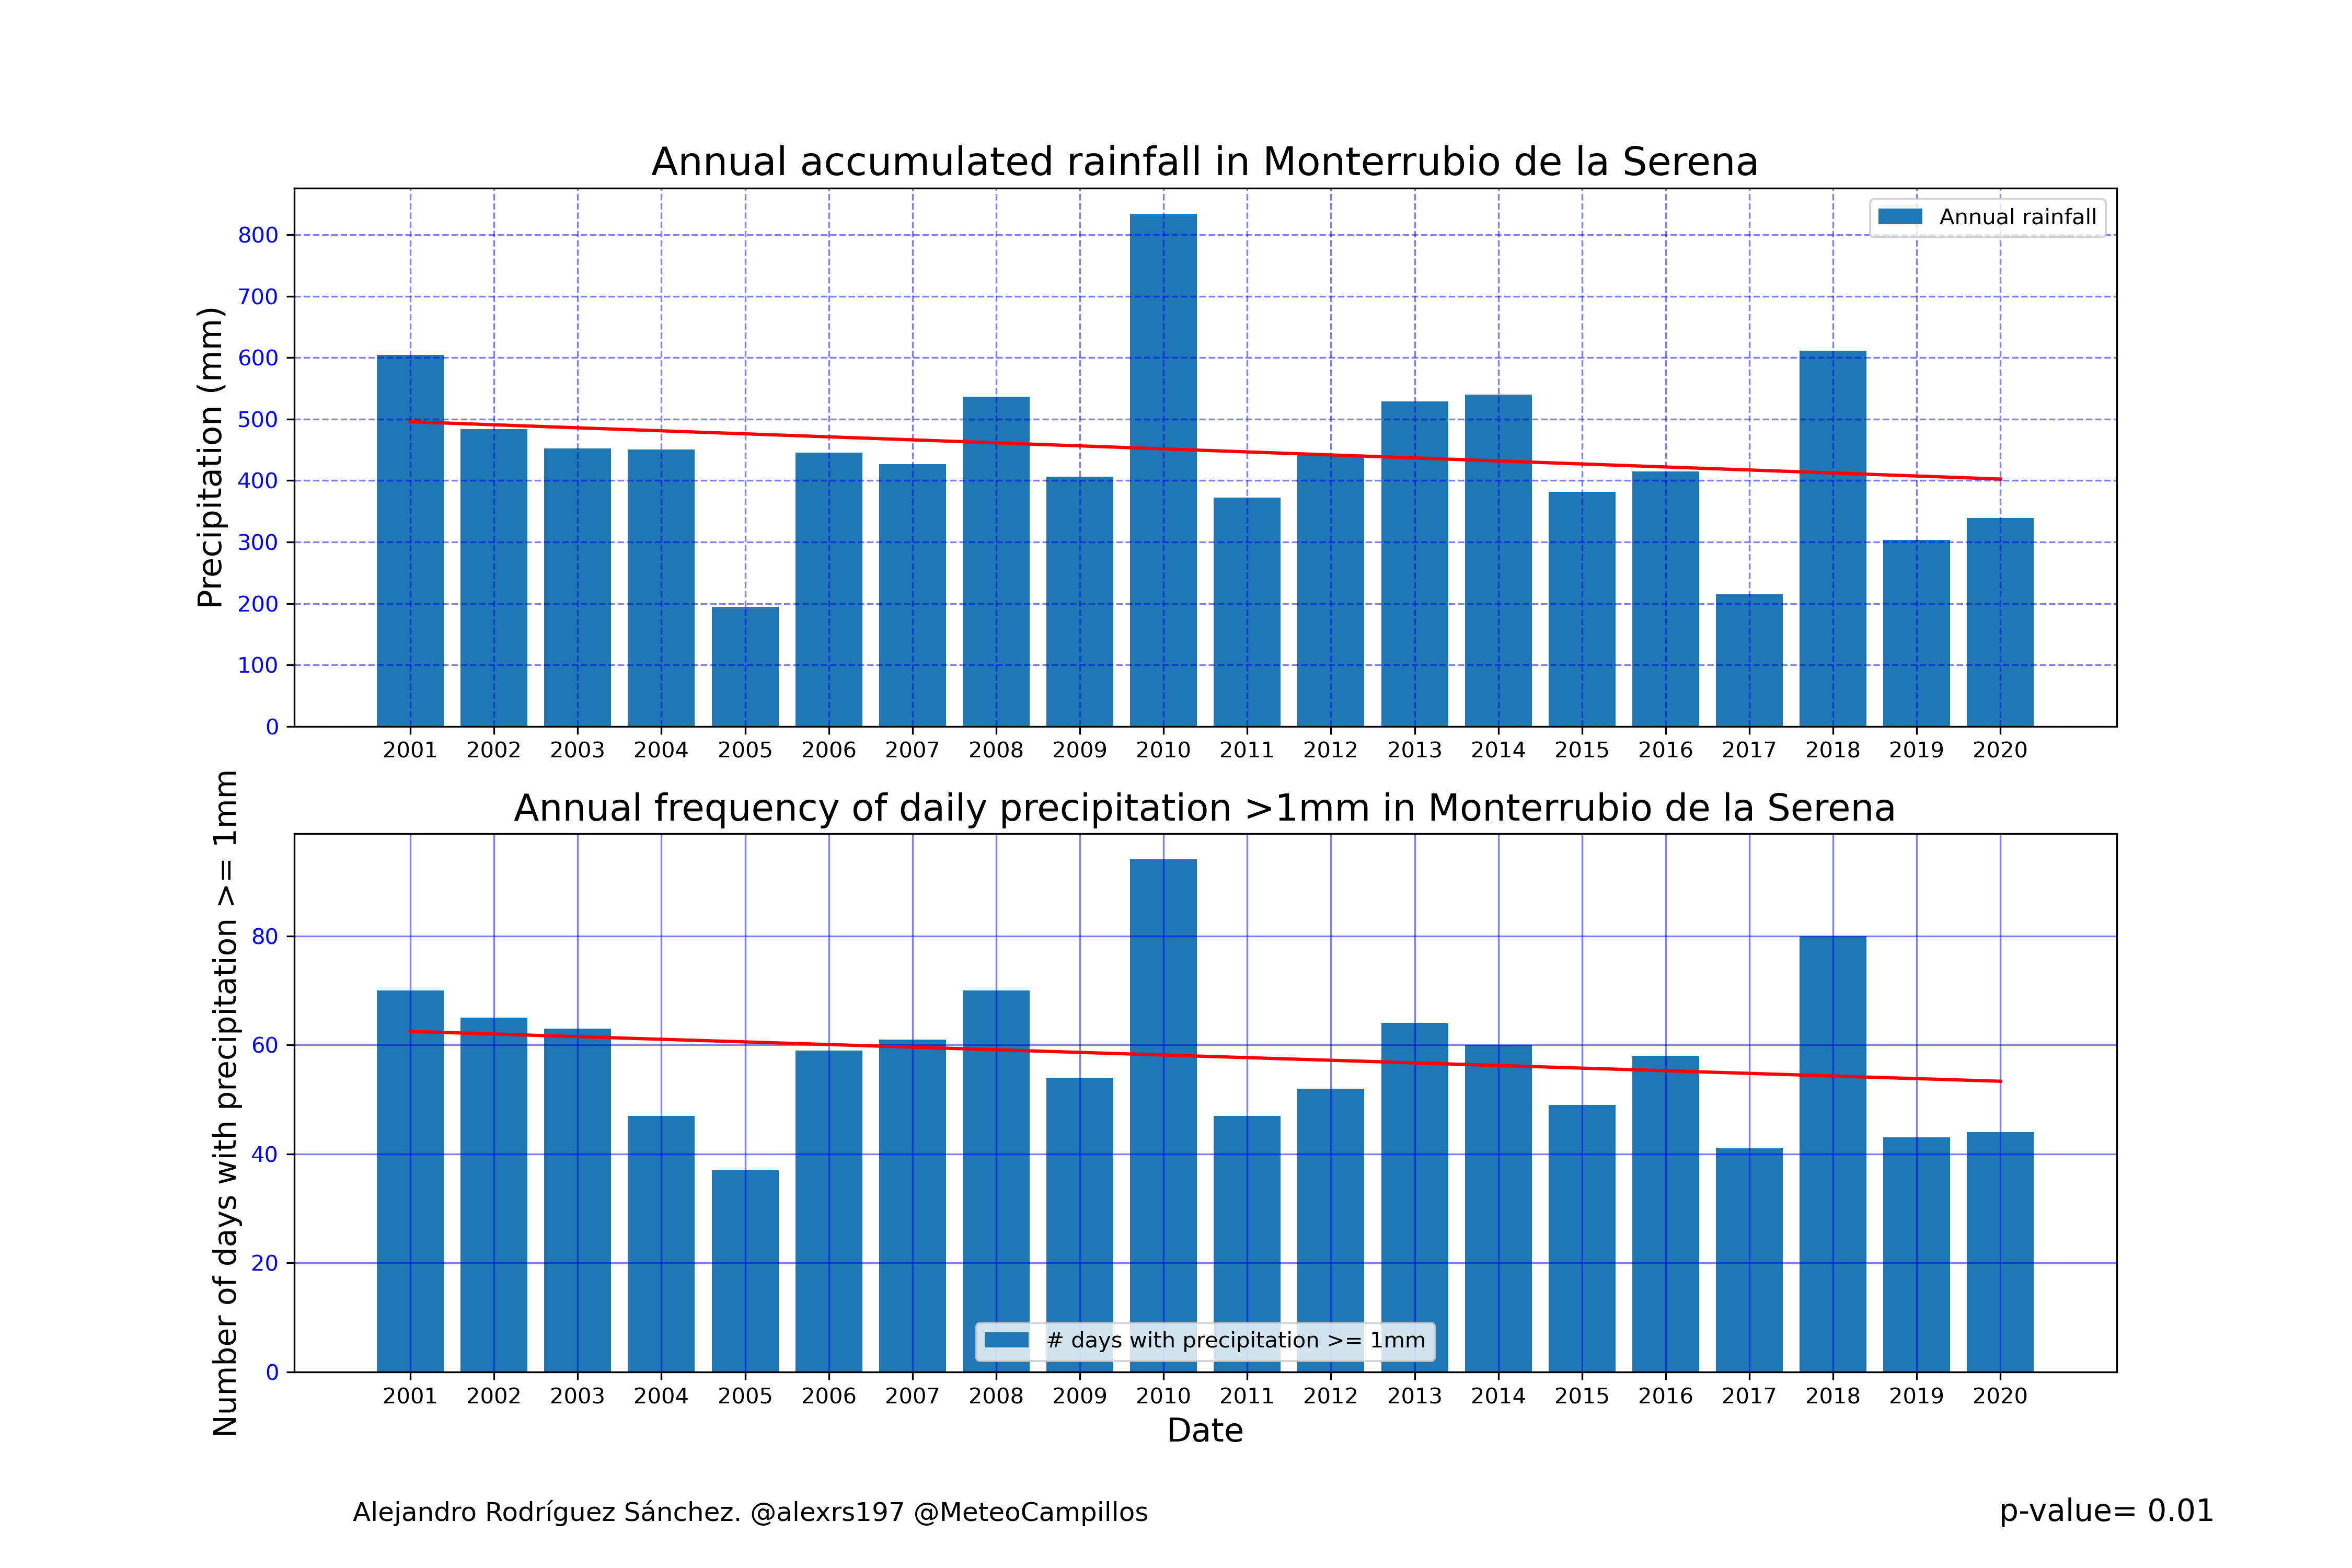 Annual accumulated rainfall in Monterrubio de la Serena
Precipitation (mm)
800
700
600
500
400
300
200
100
0
Annual rainfall
2001 2002 2003 2004 2005 2006 2007 2008 2009 2010 2011 2012 2013 2014 2015 2016 2017 2018 2019 2020
Annual frequency of daily precipitation >1mm in Monterrubio de la Serena
Number of days with precipitation >= 1mm
80
60
40
20
0
# days with precipitation >= 1mm
2001 2002 2003 2004 2005 2006 2007 2008 2009 2010 2011 2012 2013 2014 2015 2016 2017 2018 2019 2020
Date
Alejandro Rodríguez Sánchez. @alexrs197 @MeteoCampillos
p-value= 0.01